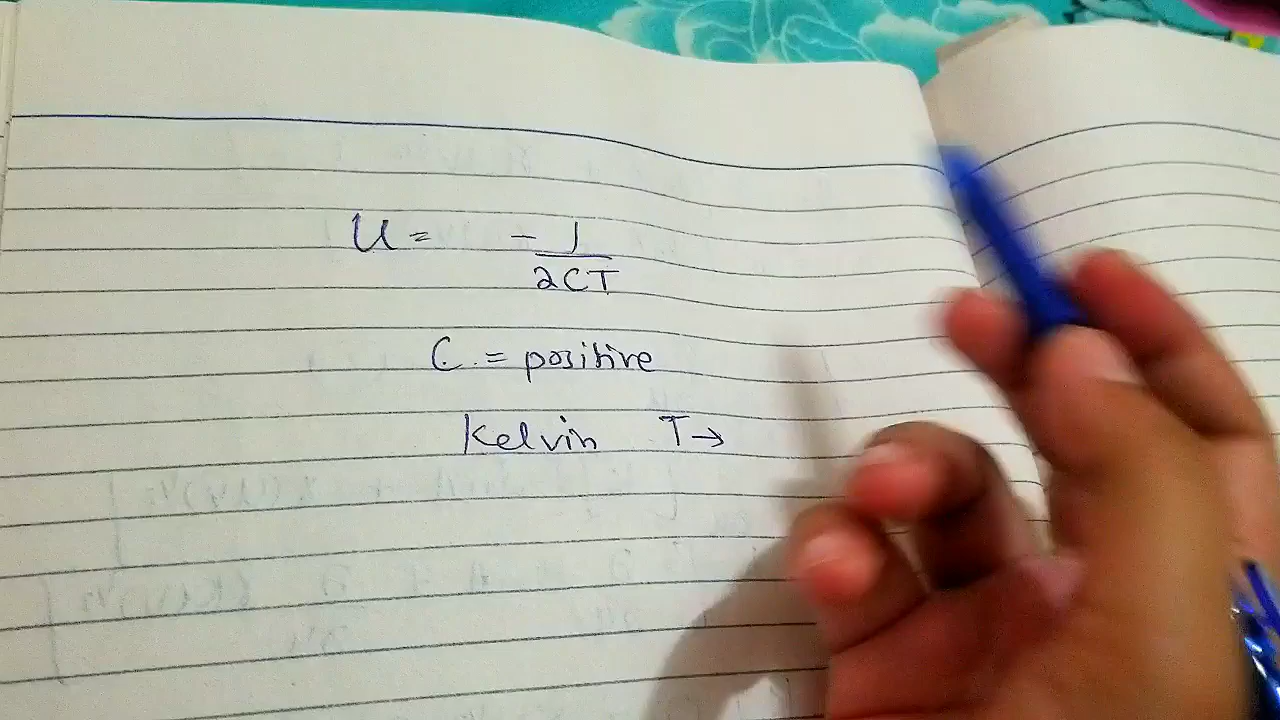 U = - 1
2CT
C = positive
Kelvin T →